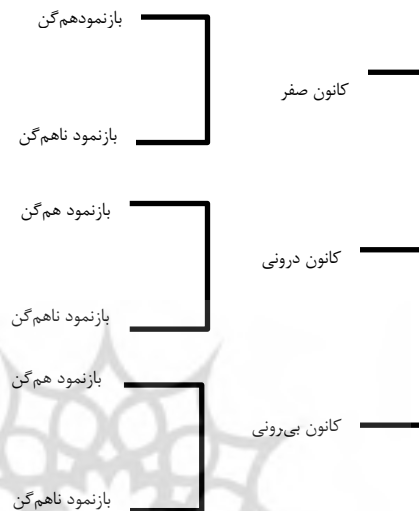 بازنمودهم‌گن
کانون صفر
بازنمود ناهم‌گن
بازنمود هم‌گن
کانون درونی
بازنمود ناهم‌گن
بازنمود هم‌گن
کانون بی‌رونی
بازنمود ناهم‌گن